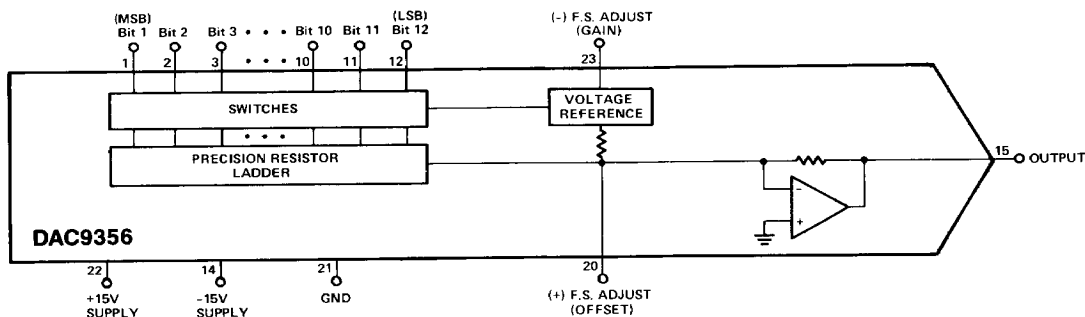 (MSB)
Bit 1 Bit 2 Bit 3 • • • Bit 10 Bit 11
(LSB)
Bit 12
(-) F.S. ADJUST
(GAIN)
1 2 3 • • • 10 11 12
23
SWITCHES
VOLTAGE
REFERENCE
• • •
PRECISION RESISTOR
LADDER
15
OUTPUT
-
+
DAC9356
22
+15V
SUPPLY
14
-15V
SUPPLY
21
GND
20
(+) F.S. ADJUST
(OFFSET)